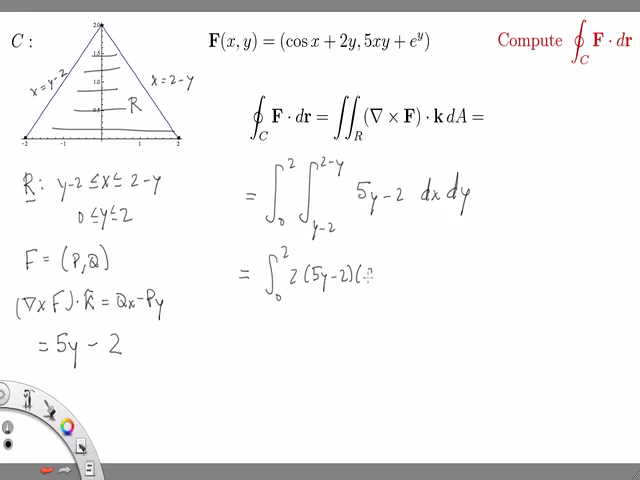 C :
F(x, y) = (cos x + 2y, 5xy + e^y)
Compute ∮_C F · dr
2.0
1.5
1.0
0.5
-2 -1 1 2
x=y-2
x=2-y
R
∮_C F · dr = ∬_R (∇ × F) · k dA =
R: y-2 ≤ x ≤ 2-y
0 ≤ y ≤ 2
= ∫_0^2 ∫_{y-2}^{2-y} 5y-2 dx dy
F = (P, Q)
= ∫_0^2 2(5y-2)(
(∇ × F) · k̂ = Qx - Py
= 5y - 2